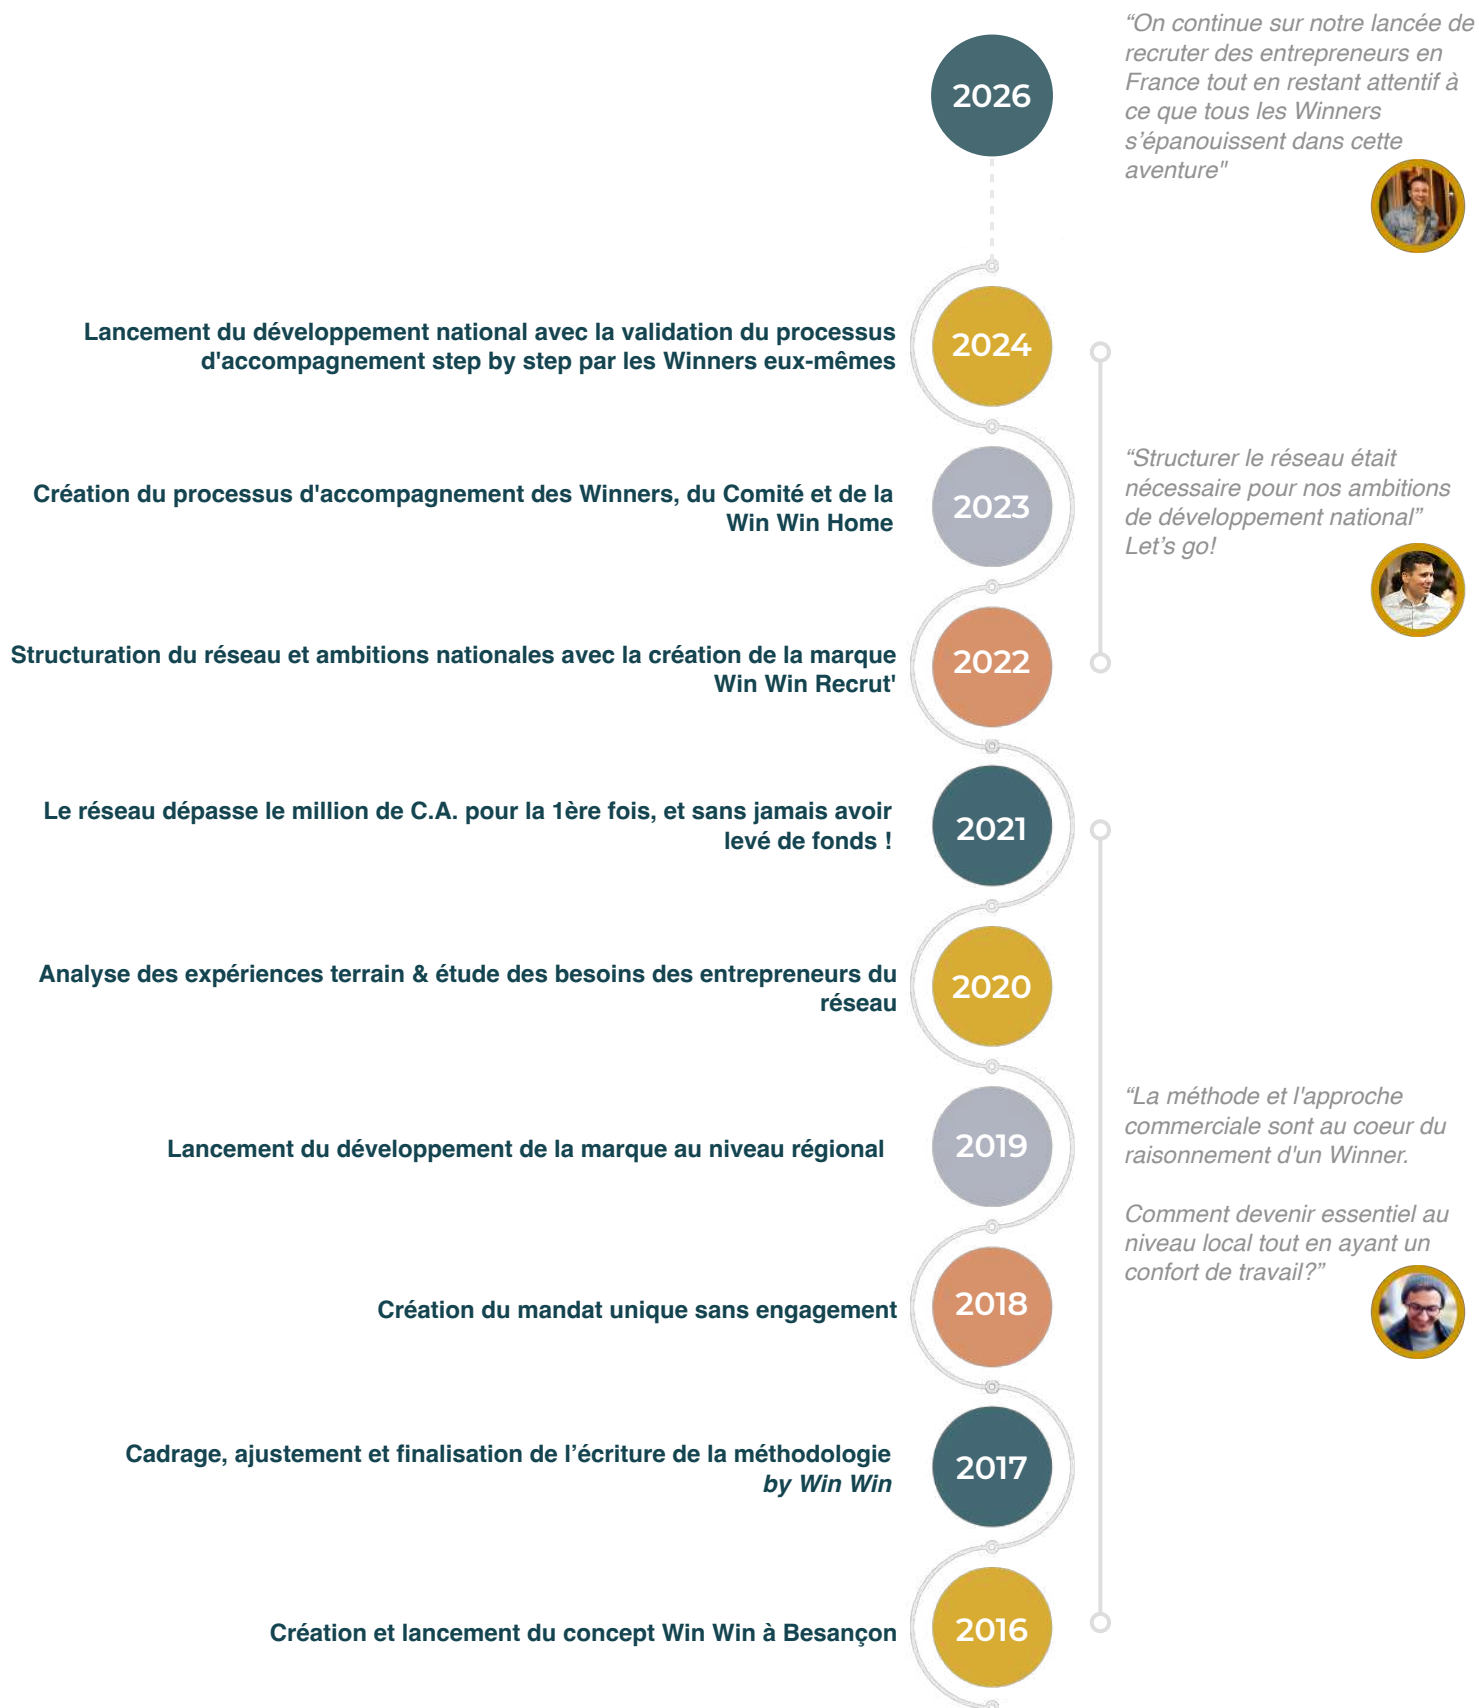 2026
“On continue sur notre lancée de
recruter des entrepreneurs en
France tout en restant attentif à
ce que tous les Winners
s’épanouissent dans cette
aventure"
Lancement du développement national avec la validation du processus
d'accompagnement step by step par les Winners eux-mêmes
2024
Création du processus d'accompagnement des Winners, du Comité et de la
Win Win Home
2023
“Structurer le réseau était
nécessaire pour nos ambitions
de développement national”
Let’s go!
Structuration du réseau et ambitions nationales avec la création de la marque
Win Win Recrut'
2022
Le réseau dépasse le million de C.A. pour la 1ère fois, et sans jamais avoir
levé de fonds !
2021
Analyse des expériences terrain & étude des besoins des entrepreneurs du
réseau
2020
Lancement du développement de la marque au niveau régional
2019
“La méthode et l'approche
commerciale sont au coeur du
raisonnement d'un Winner.
Comment devenir essentiel au
niveau local tout en ayant un
confort de travail?”
Création du mandat unique sans engagement
2018
Cadrage, ajustement et finalisation de l’écriture de la méthodologie
by Win Win
2017
Création et lancement du concept Win Win à Besançon
2016